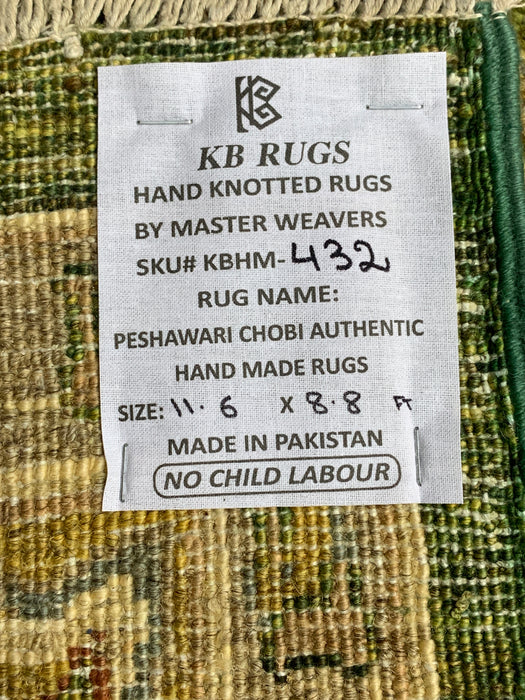 KB
KB RUGS
HAND KNOTTED RUGS
BY MASTER WEAVERS
SKU# KBHM-432
RUG NAME:
PESHAWARI CHOBI AUTHENTIC
HAND MADE RUGS
SIZE: 11.6 X 8.8 FT
MADE IN PAKISTAN
NO CHILD LABOUR